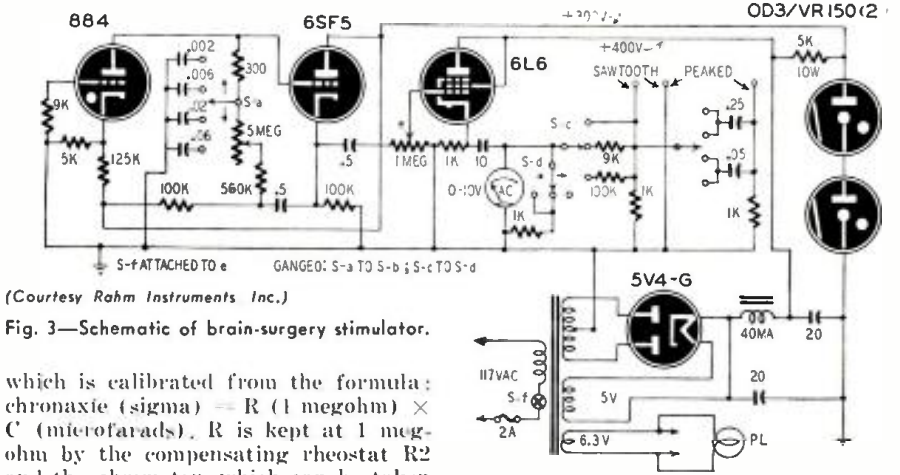 884
6SF5
OD3/VR150(2
6L6
+400V
SAWTOOTH
PEAKED
5K
10W
.002
.006
.02
.06
300
S-a
5MEG
9K
5K
125K
100K
560K
.5
100K
.5
1MEG
1K
10
0-10V
AC
1K
S-c
S-d
9K
100K
1K
.25
.05
1K
S-f ATTACHED TO e
GANGED: S-a TO S-b; S-c TO S-d
5V4-G
117VAC
S-f
2A
5V
6.3V
PL
40MA
20
20
(Courtesy Rahm Instruments Inc.)
Fig. 3—Schematic of brain-surgery stimulator.
which is calibrated from the formula:
chronaxie (sigma) = R (1 megohm) ×
C (microfarads). R is kept at 1 meg-
ohm by the compensating rheostat R2